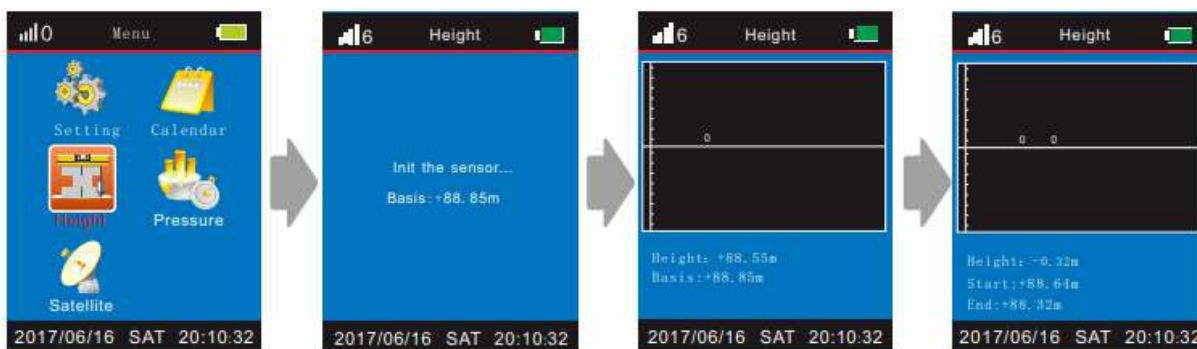 0 Menu
Setting Calendar
Height Pressure
Satellite
2017/06/16 SAT 20:10:32
6 Height
Init the sensor...
Basis:+88.85m
2017/06/16 SAT 20:10:32
6 Height
0
Height: +88.55m
Basis:+88.85m
2017/06/16 SAT 20:10:32
6 Height
0 0
Height: -0.32m
Start:+88.64m
End:+88.32m
2017/06/16 SAT 20:10:32